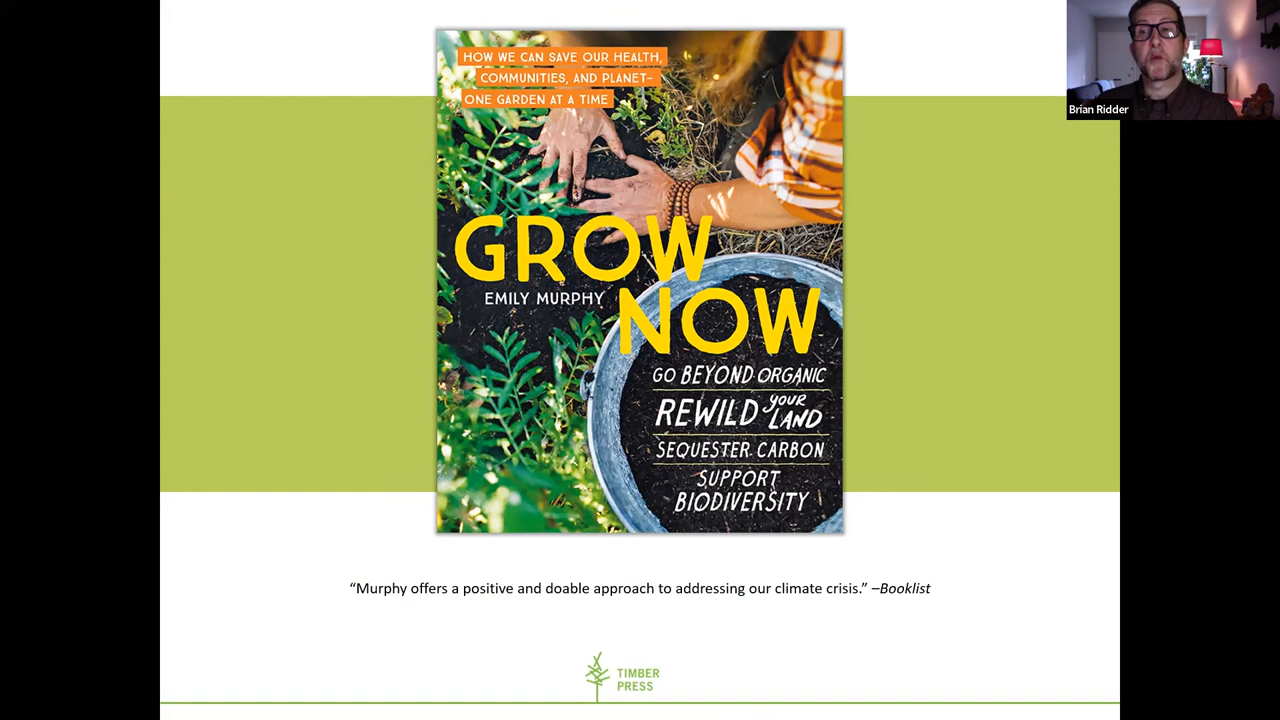 HOW WE CAN SAVE OUR HEALTH,
COMMUNITIES, AND PLANET–
ONE GARDEN AT A TIME
GROW
EMILY MURPHY
NOW
GO BEYOND ORGANIC
REWILD YOUR LAND
SEQUESTER CARBON
SUPPORT
BIODIVERSITY
Brian Ridder
“Murphy offers a positive and doable approach to addressing our climate crisis.” –Booklist
TIMBER
PRESS